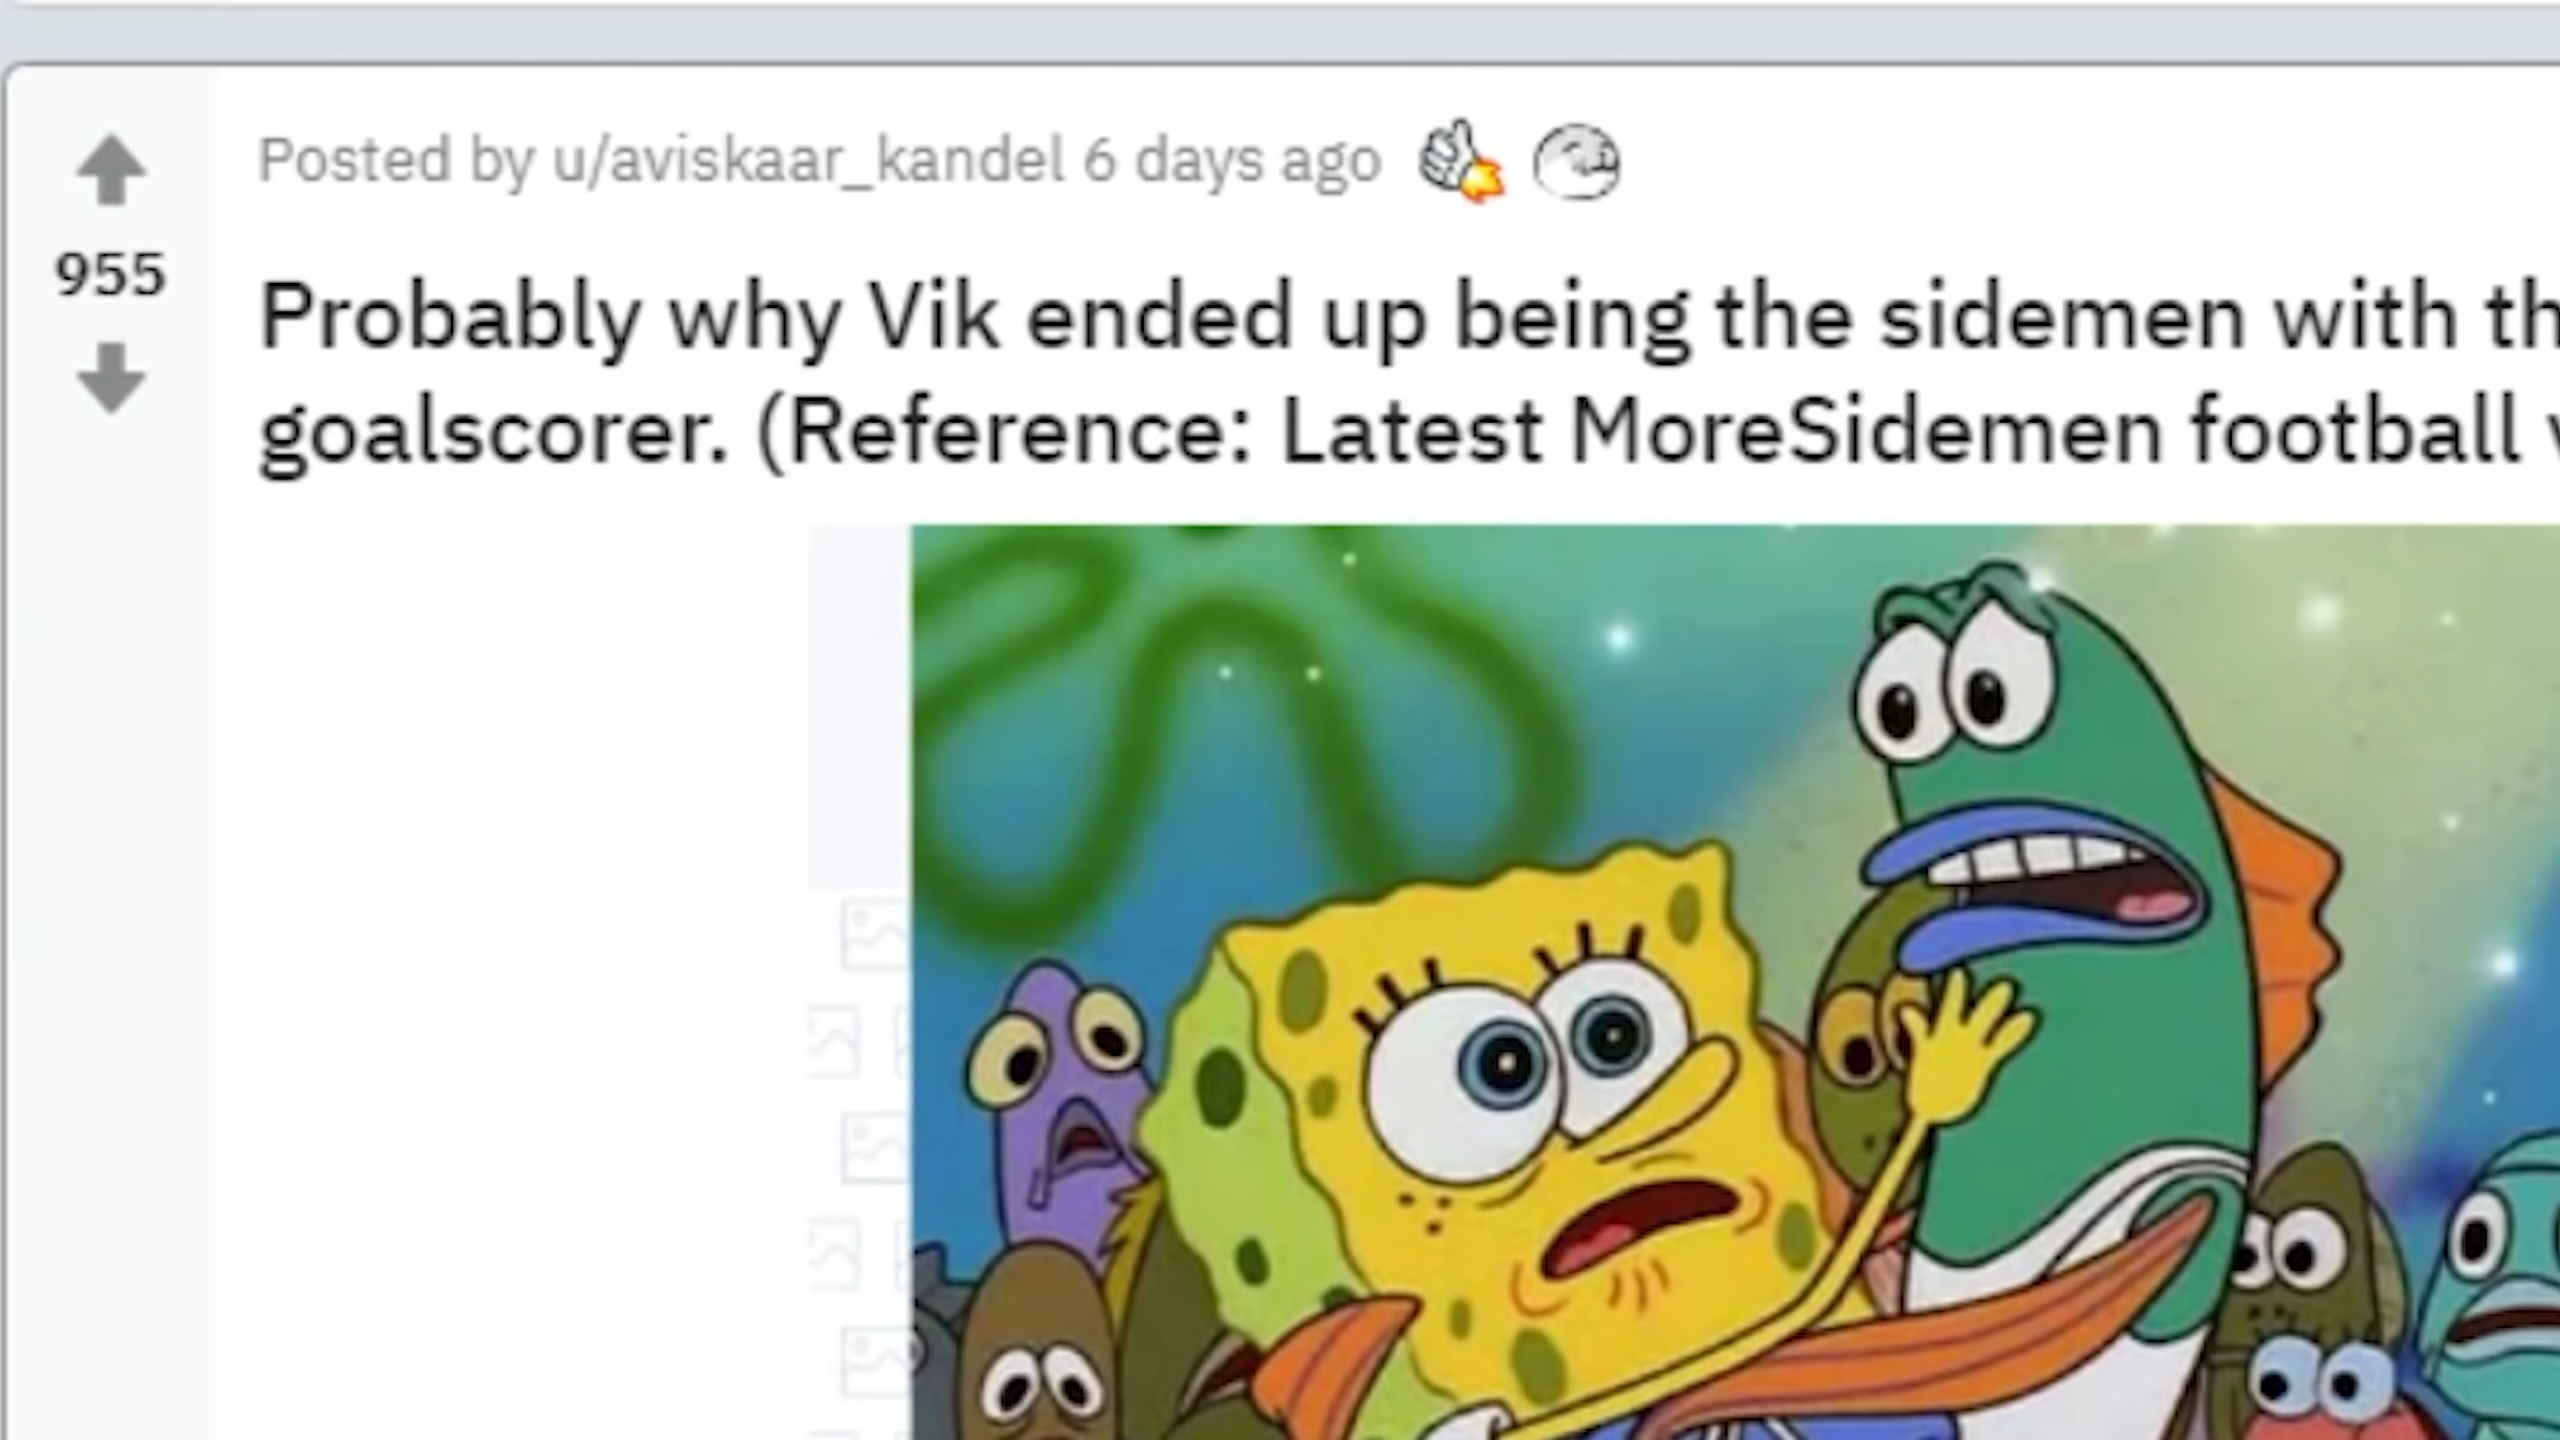 Posted by u/aviskaar_kandel 6 days ago
955
Probably why Vik ended up being the sidemen with
goalscorer. (Reference: Latest MoreSidemen football